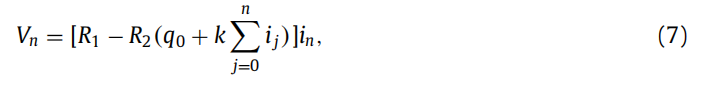 V_n = [R_1 − R_2(q_0 + k∑_{j=0}^{n} i_j)]i_n, (7)